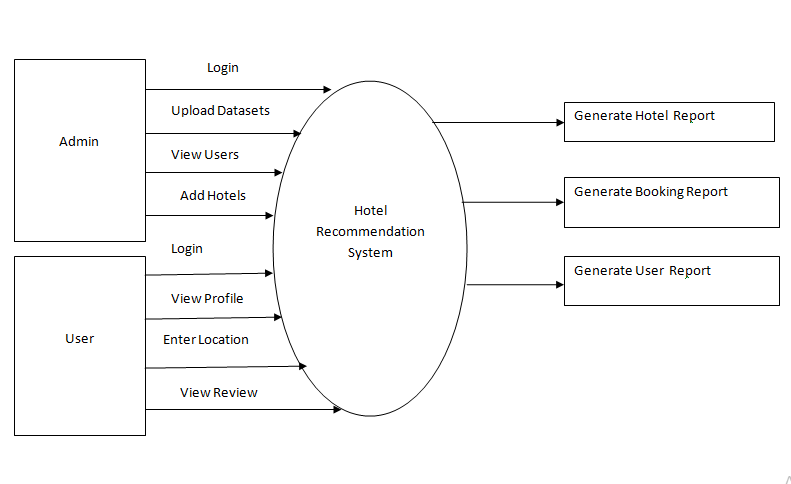 Login
Upload Datasets
Admin
View Users
Add Hotels
Login
View Profile
User
Enter Location
View Review
Hotel
Recommendation
System
Generate Hotel Report
Generate Booking Report
Generate User Report